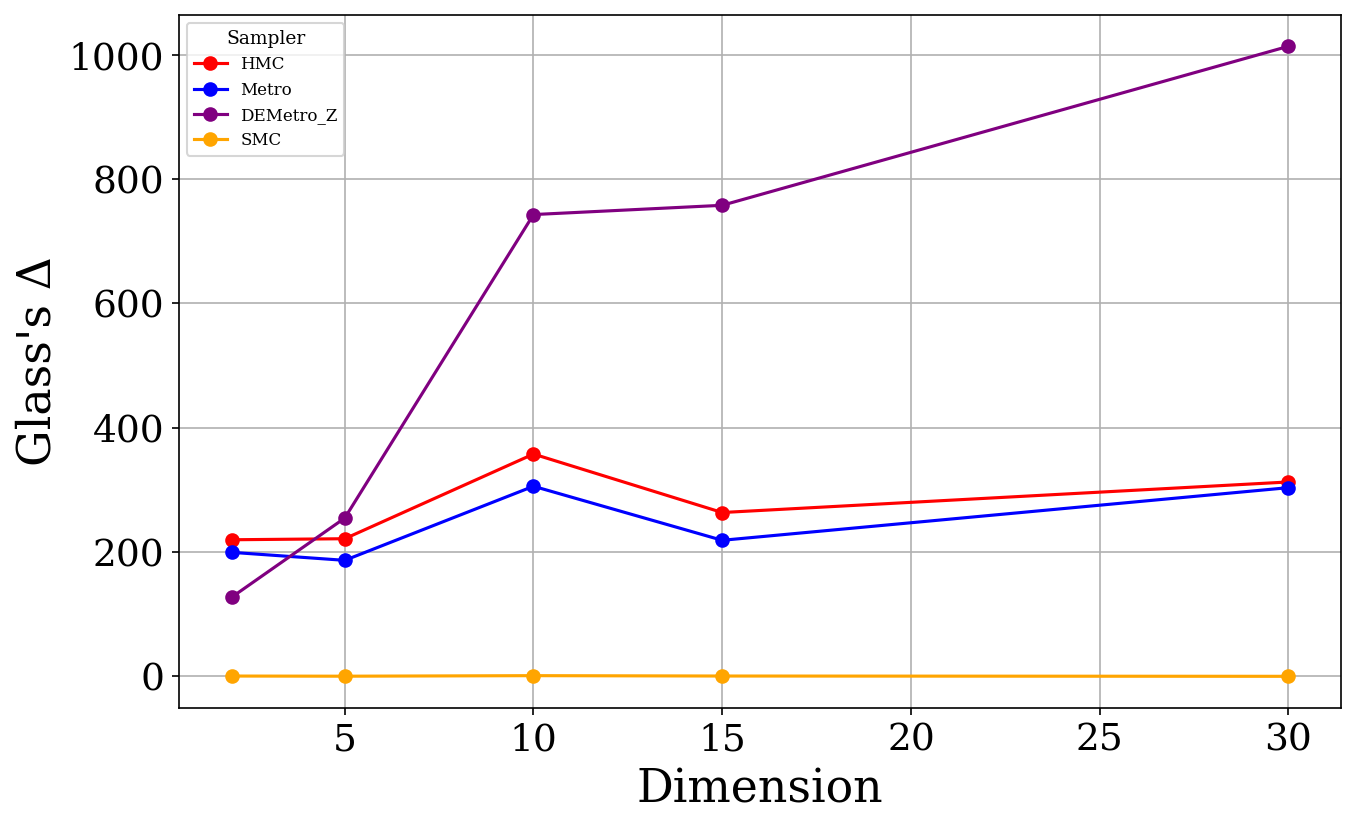 Sampler
HMC
Metro
DEMetro_Z
SMC
1000
800
600
400
200
0
Glass's Δ
5 10 15 20 25 30
Dimension